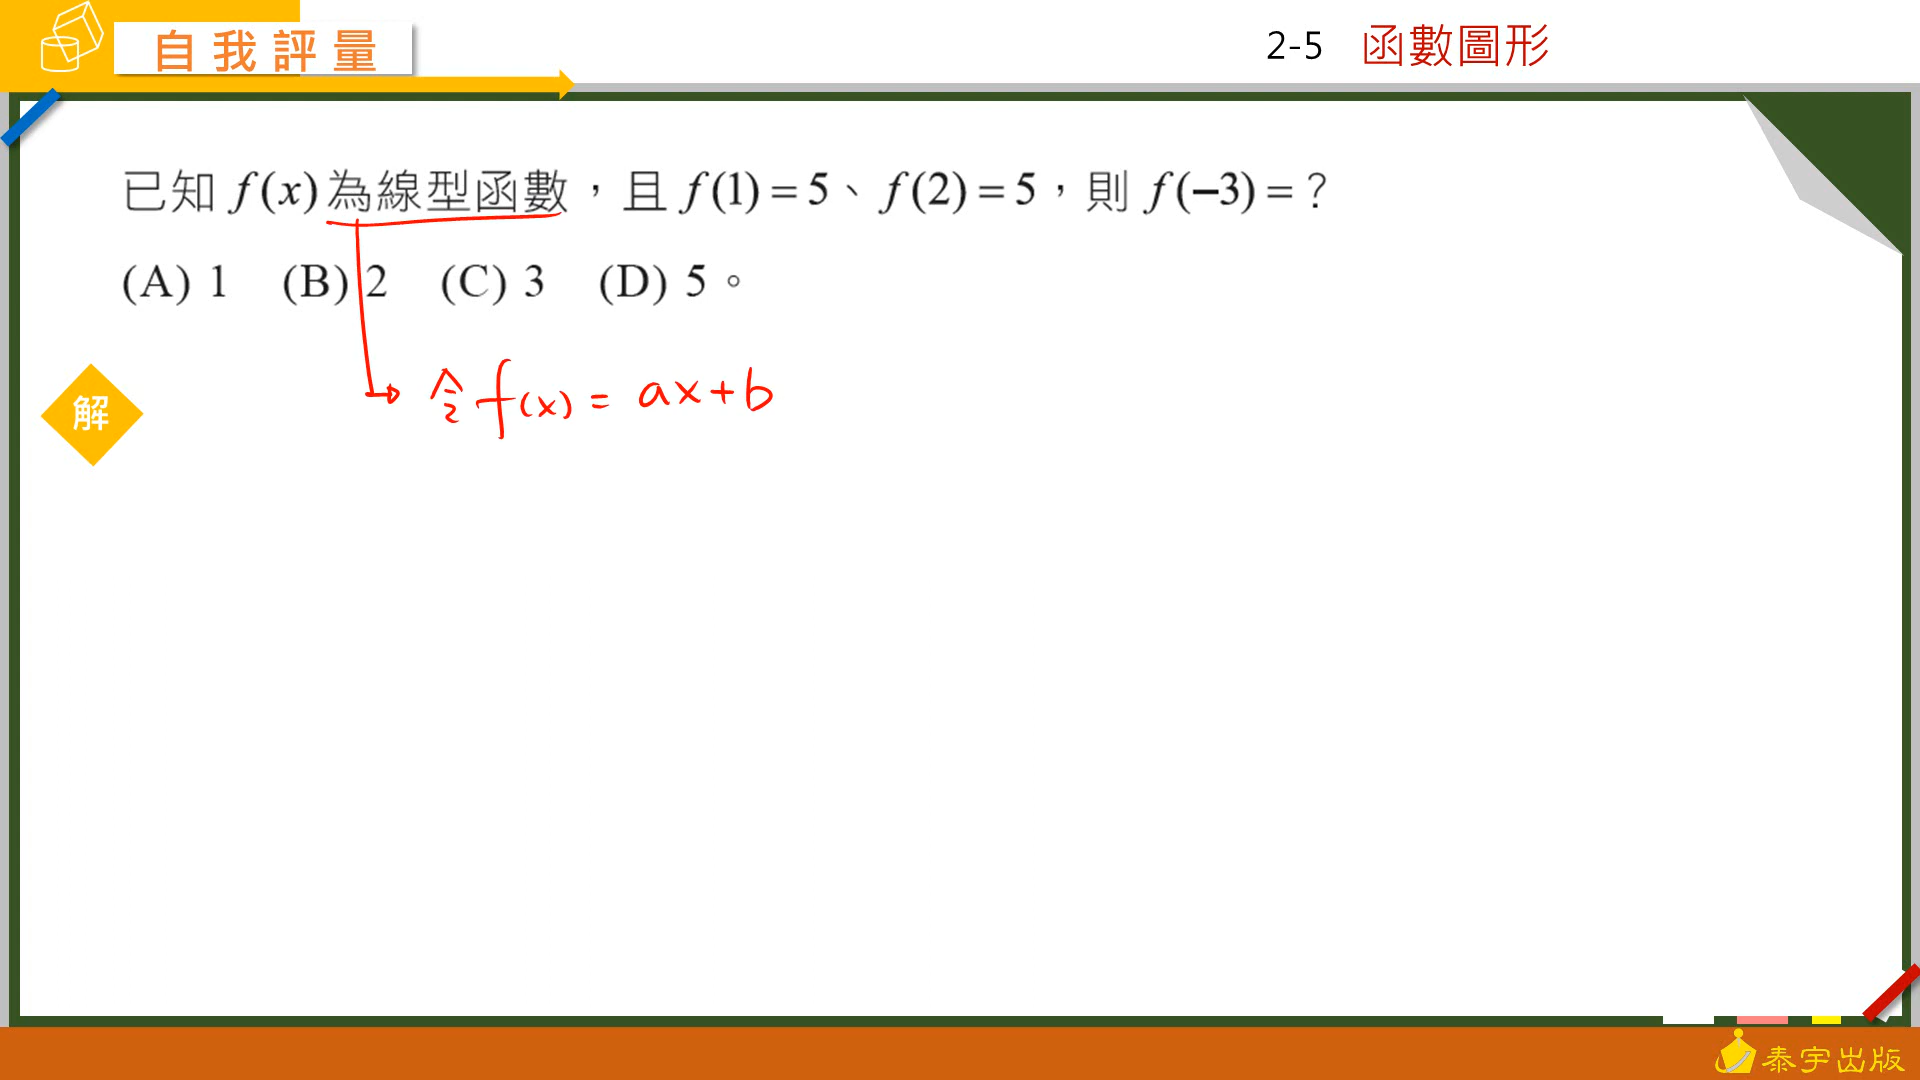 自我評量
2-5 函數圖形
已知 f(x) 為線型函數，且 f(1) = 5、f(2) = 5，則 f(−3) = ？
(A) 1 (B) 2 (C) 3 (D) 5。
解
令 f(x) = ax+b
泰宇出版